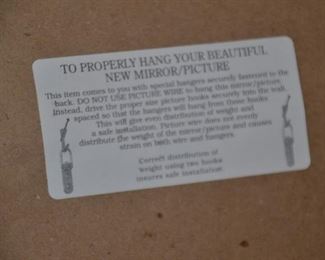 TO PROPERLY HANG YOUR BEAUTIFUL
NEW MIRROR/PICTURE
This item comes to you with special hangers securely fastened to the
back. DO NOT USE PICTURE WIRE to hang this mirror/picture.
Instead, drive the proper size picture hooks securely into the wall
spaced so that the hangers will hang from those hooks
This will give even distribution of weight and
a safe installation. Picture wire does not evenly
distribute the weight of the mirror/picture and causes
strain on both wire and hangers.
Correct distribution of
weight using two hooks
insures safe installation.